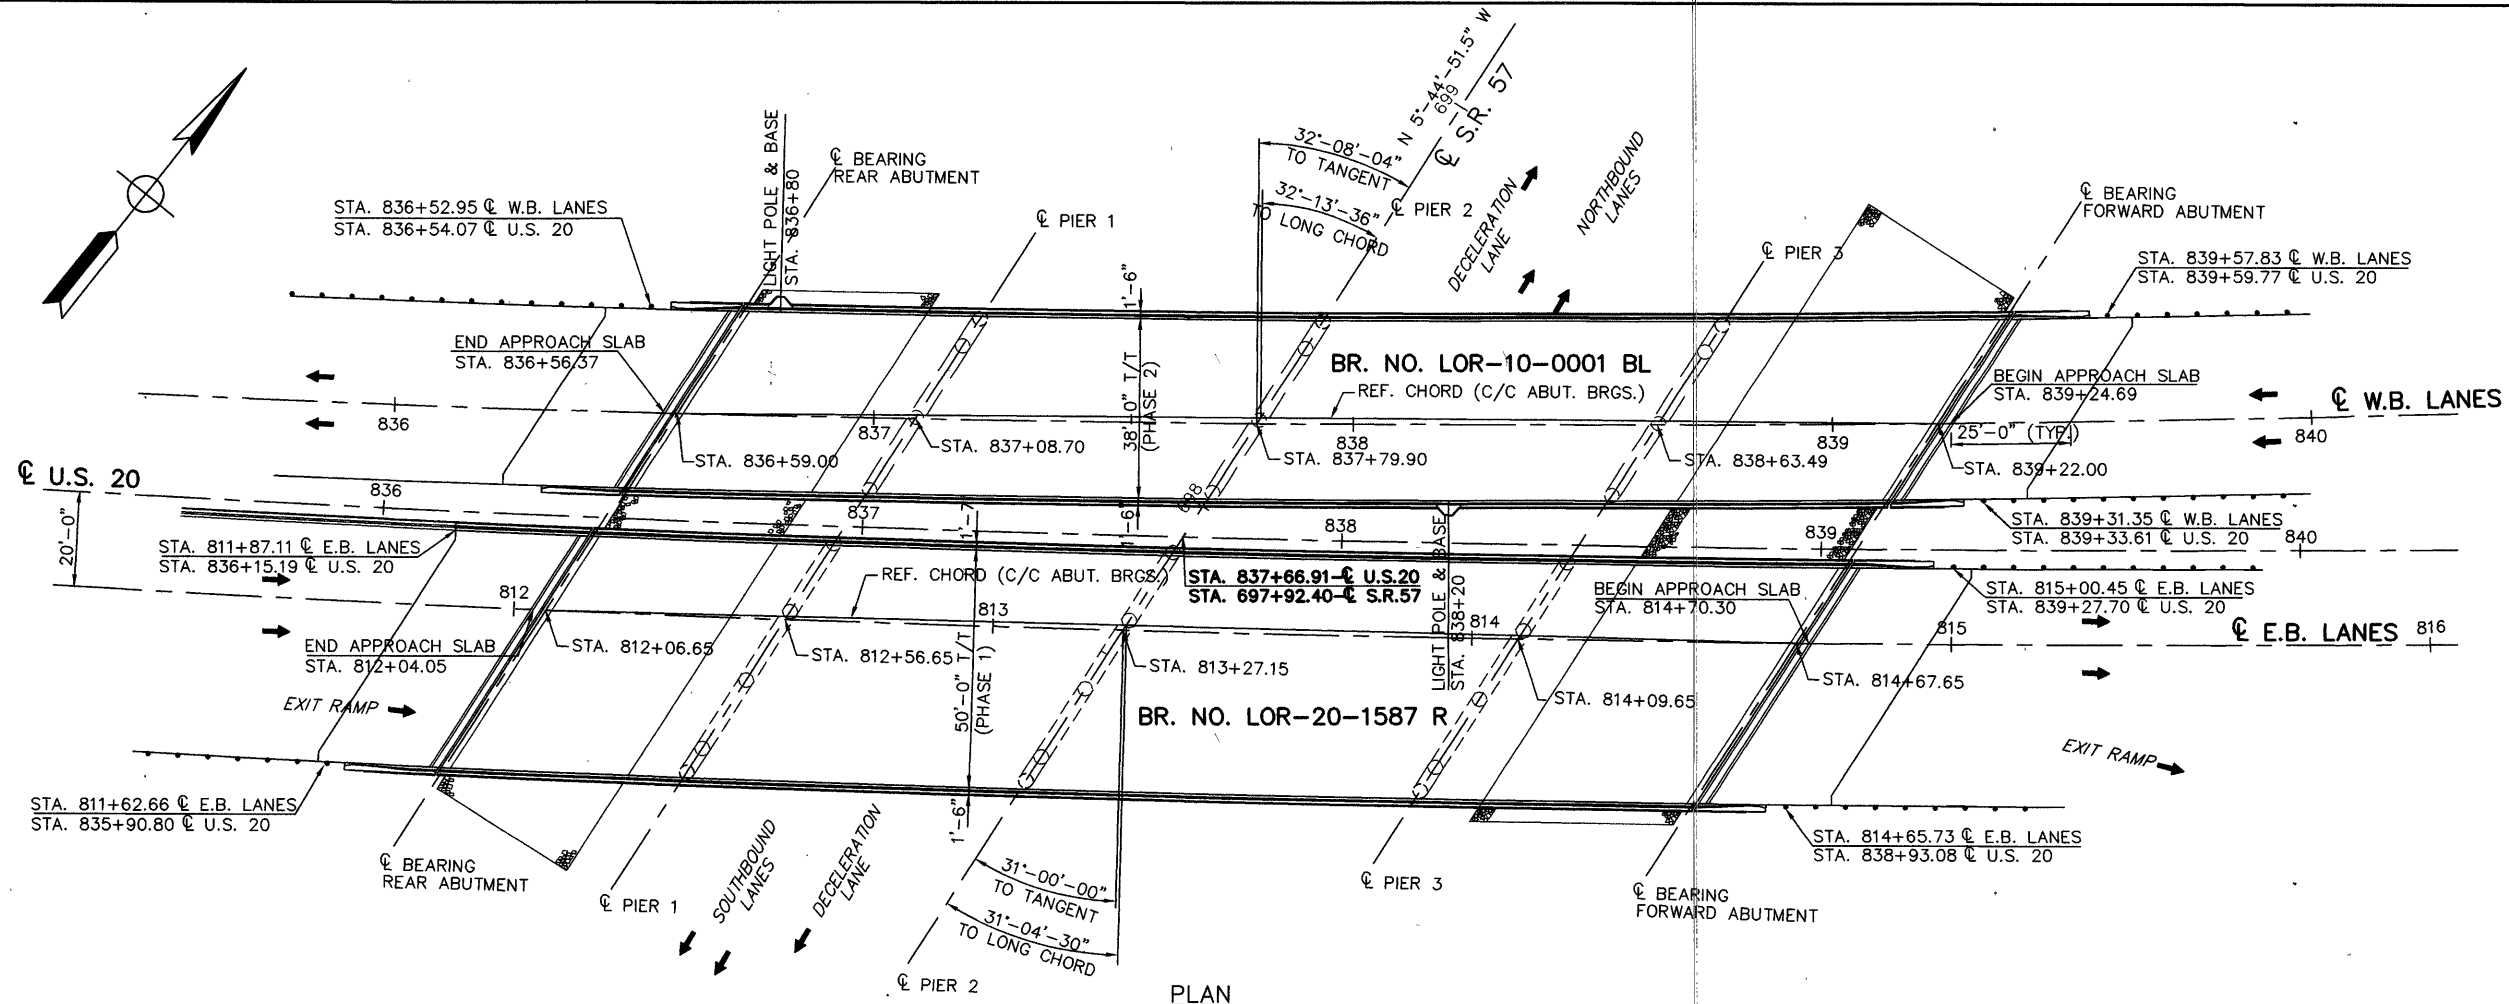 N 5°-44'-51.5" W
699
℄ S.R. 57
32°-08'-04"
TO TANGENT
32°-13'-36"
TO LONG CHORD
℄ PIER 2
DECELERATION
LANE
NORTHBOUND
LANES
LIGHT POLE & BASE
STA. 836+80
℄ BEARING
REAR ABUTMENT
℄ PIER 1
℄ PIER 3
℄ BEARING
FORWARD ABUTMENT
STA. 836+52.95 ℄ W.B. LANES
STA. 836+54.07 ℄ U.S. 20
STA. 839+57.83 ℄ W.B. LANES
STA. 839+59.77 ℄ U.S. 20
1'-6"
END APPROACH SLAB
STA. 836+56.37
38'-0" T/T
(PHASE 2)
BR. NO. LOR-10-0001 BL
REF. CHORD (C/C ABUT. BRGS.)
BEGIN APPROACH SLAB
STA. 839+24.69
℄ W.B. LANES
836
837
838
839
840
25'-0" (TYP.)
STA. 836+59.00
STA. 837+08.70
STA. 837+79.90
STA. 838+63.49
STA. 839+22.00
℄ U.S. 20
20'-0"
836
837
698
838
839
840
1'-7"
1'-6"
STA. 839+31.35 ℄ W.B. LANES
STA. 839+33.61 ℄ U.S. 20
STA. 811+87.11 ℄ E.B. LANES
STA. 836+15.19 ℄ U.S. 20
REF. CHORD (C/C ABUT. BRGS.)
STA. 837+66.91-℄ U.S.20
STA. 697+92.40-℄ S.R.57
LIGHT POLE & BASE
STA. 838+20
BEGIN APPROACH SLAB
STA. 814+70.30
STA. 815+00.45 ℄ E.B. LANES
STA. 839+27.70 ℄ U.S. 20
812
813
814
815
℄ E.B. LANES
816
END APPROACH SLAB
STA. 812+04.05
STA. 812+06.65
STA. 812+56.65
STA. 813+27.15
STA. 814+09.65
STA. 814+67.65
50'-0" T/T
(PHASE 1)
EXIT RAMP
BR. NO. LOR-20-1587 R
EXIT RAMP
STA. 811+62.66 ℄ E.B. LANES
STA. 835+90.80 ℄ U.S. 20
1'-6"
STA. 814+65.73 ℄ E.B. LANES
STA. 838+93.08 ℄ U.S. 20
℄ BEARING
REAR ABUTMENT
℄ PIER 1
SOUTHBOUND
LANES
DECELERATION
LANE
31°-00'-00"
TO TANGENT
31°-04'-30"
TO LONG CHORD
℄ PIER 2
℄ PIER 3
℄ BEARING
FORWARD ABUTMENT
PLAN